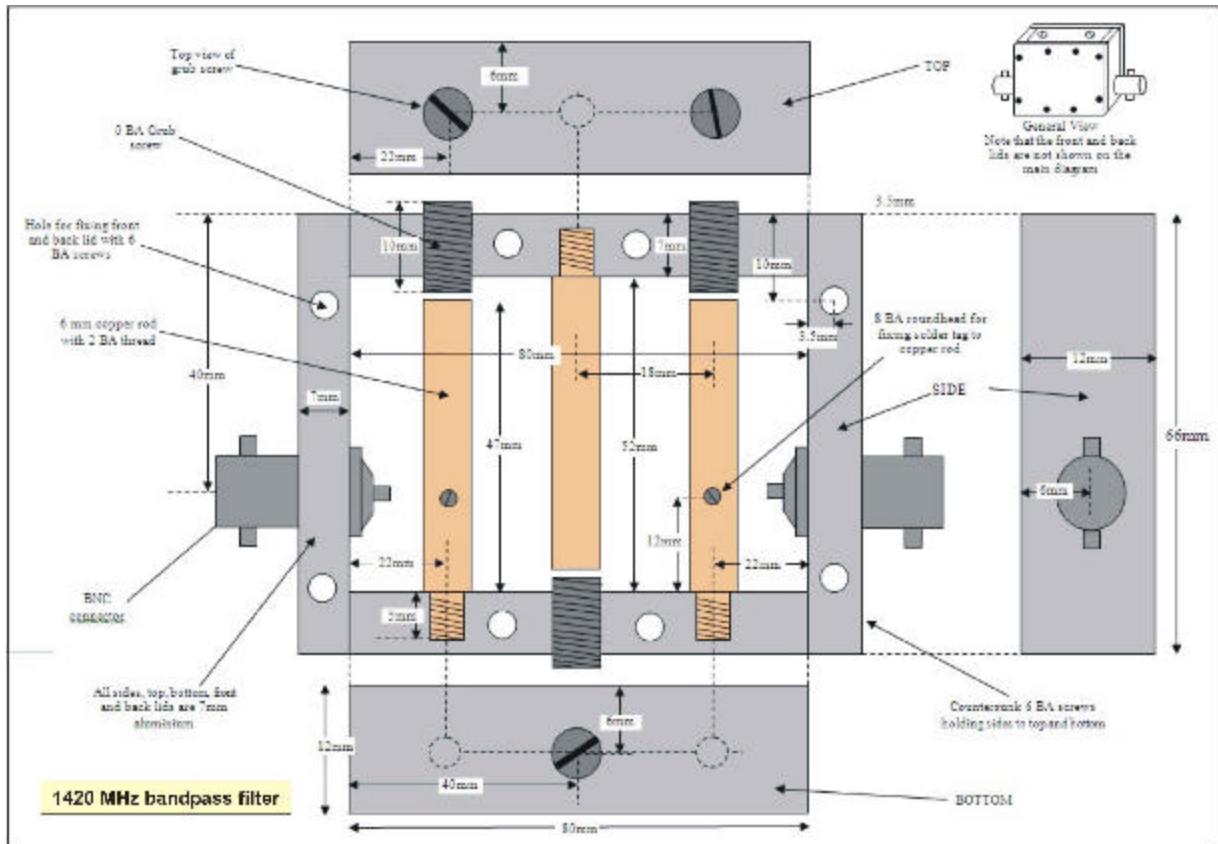 Top view of
grub screw
6mm
TOP
0 BA Grub
screw
22mm
General View
Note that the front and back
lids are not shown on the
main diagram
Hole for fixing front
and back lid with 6
BA screws
10mm
7mm
10mm
3.5mm
6 mm copper rod
with 2 BA thread
8 BA roundhead for
fixing solder tag to
copper rod
3.5mm
80mm
18mm
40mm
7mm
12mm
SIDE
47mm
52mm
66mm
6mm
12mm
22mm
22mm
BNC
connector
5mm
All sides, top, bottom, front
and back lids are 7mm
aluminium
Countersunk 6 BA screws
holding sides to top and bottom
6mm
12mm
40mm
1420 MHz bandpass filter
BOTTOM
80mm